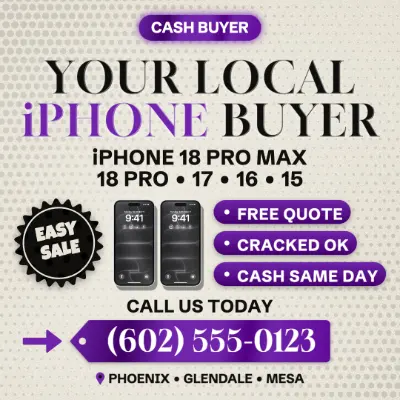 CASH BUYER
YOUR LOCAL
iPHONE BUYER
iPHONE 18 PRO MAX
18 PRO • 17 • 16 • 15
EASY
SALE
9:41
9:41
• FREE QUOTE
• CRACKED OK
• CASH SAME DAY
CALL US TODAY
(602) 555-0123
PHOENIX • GLENDALE • MESA